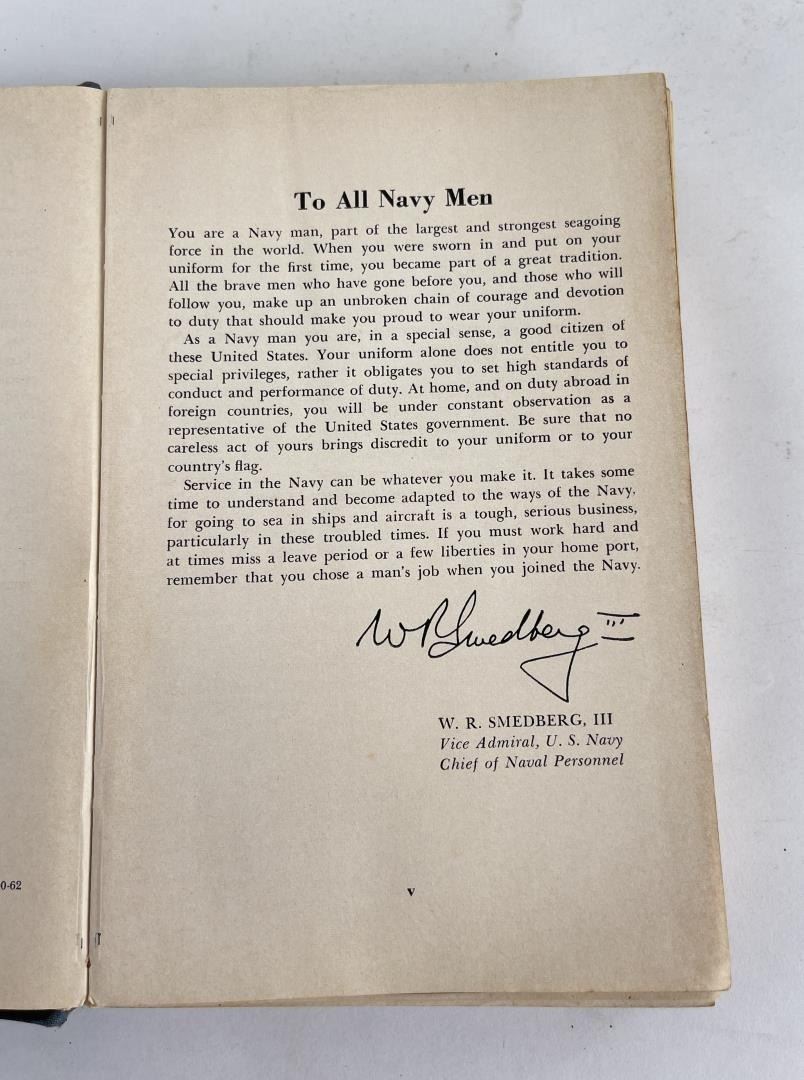 To All Navy Men
You are a Navy man, part of the largest and strongest seagoing
force in the world. When you were sworn in and put on your
uniform for the first time, you became part of a great tradition.
All the brave men who have gone before you, and those who will
follow you, make up an unbroken chain of courage and devotion
to duty that should make you proud to wear your uniform.
As a Navy man you are, in a special sense, a good citizen of
these United States. Your uniform alone does not entitle you to
special privileges, rather it obligates you to set high standards of
conduct and performance of duty. At home, and on duty abroad in
foreign countries, you will be under constant observation as a
representative of the United States government. Be sure that no
careless act of yours brings discredit to your uniform or to your
country's flag.
Service in the Navy can be whatever you make it. It takes some
time to understand and become adapted to the ways of the Navy,
for going to sea in ships and aircraft is a tough, serious business,
particularly in these troubled times. If you must work hard and
at times miss a leave period or a few liberties in your home port,
remember that you chose a man's job when you joined the Navy.
W R Smedberg III
W. R. SMEDBERG, III
Vice Admiral, U. S. Navy
Chief of Naval Personnel
0-62
v